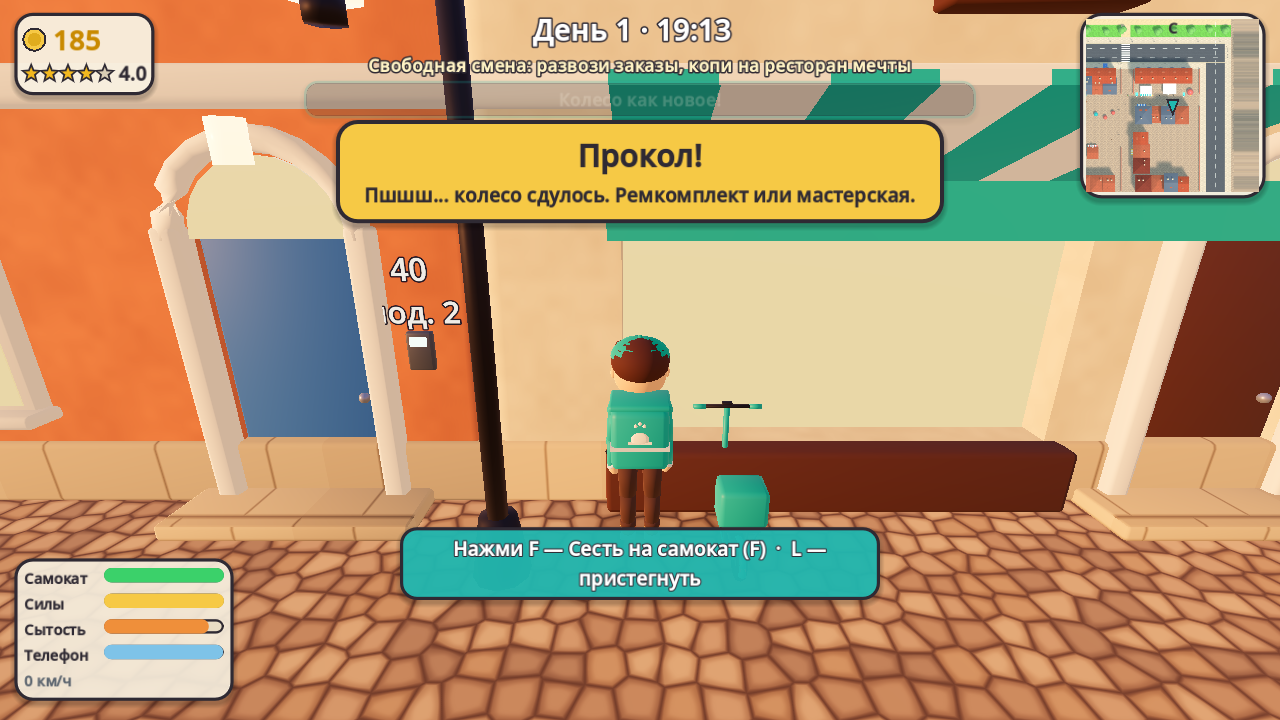 185
4.0
День 1 · 19:13
Свободная смена: развози заказы, копи на ресторан мечты
Колесо как новое!
С
Прокол!
Пшшш... колесо сдулось. Ремкомплект или мастерская.
40
под. 2
Нажми F — Сесть на самокат (F) · L —
пристегнуть
Самокат
Силы
Сытость
Телефон
0 км/ч